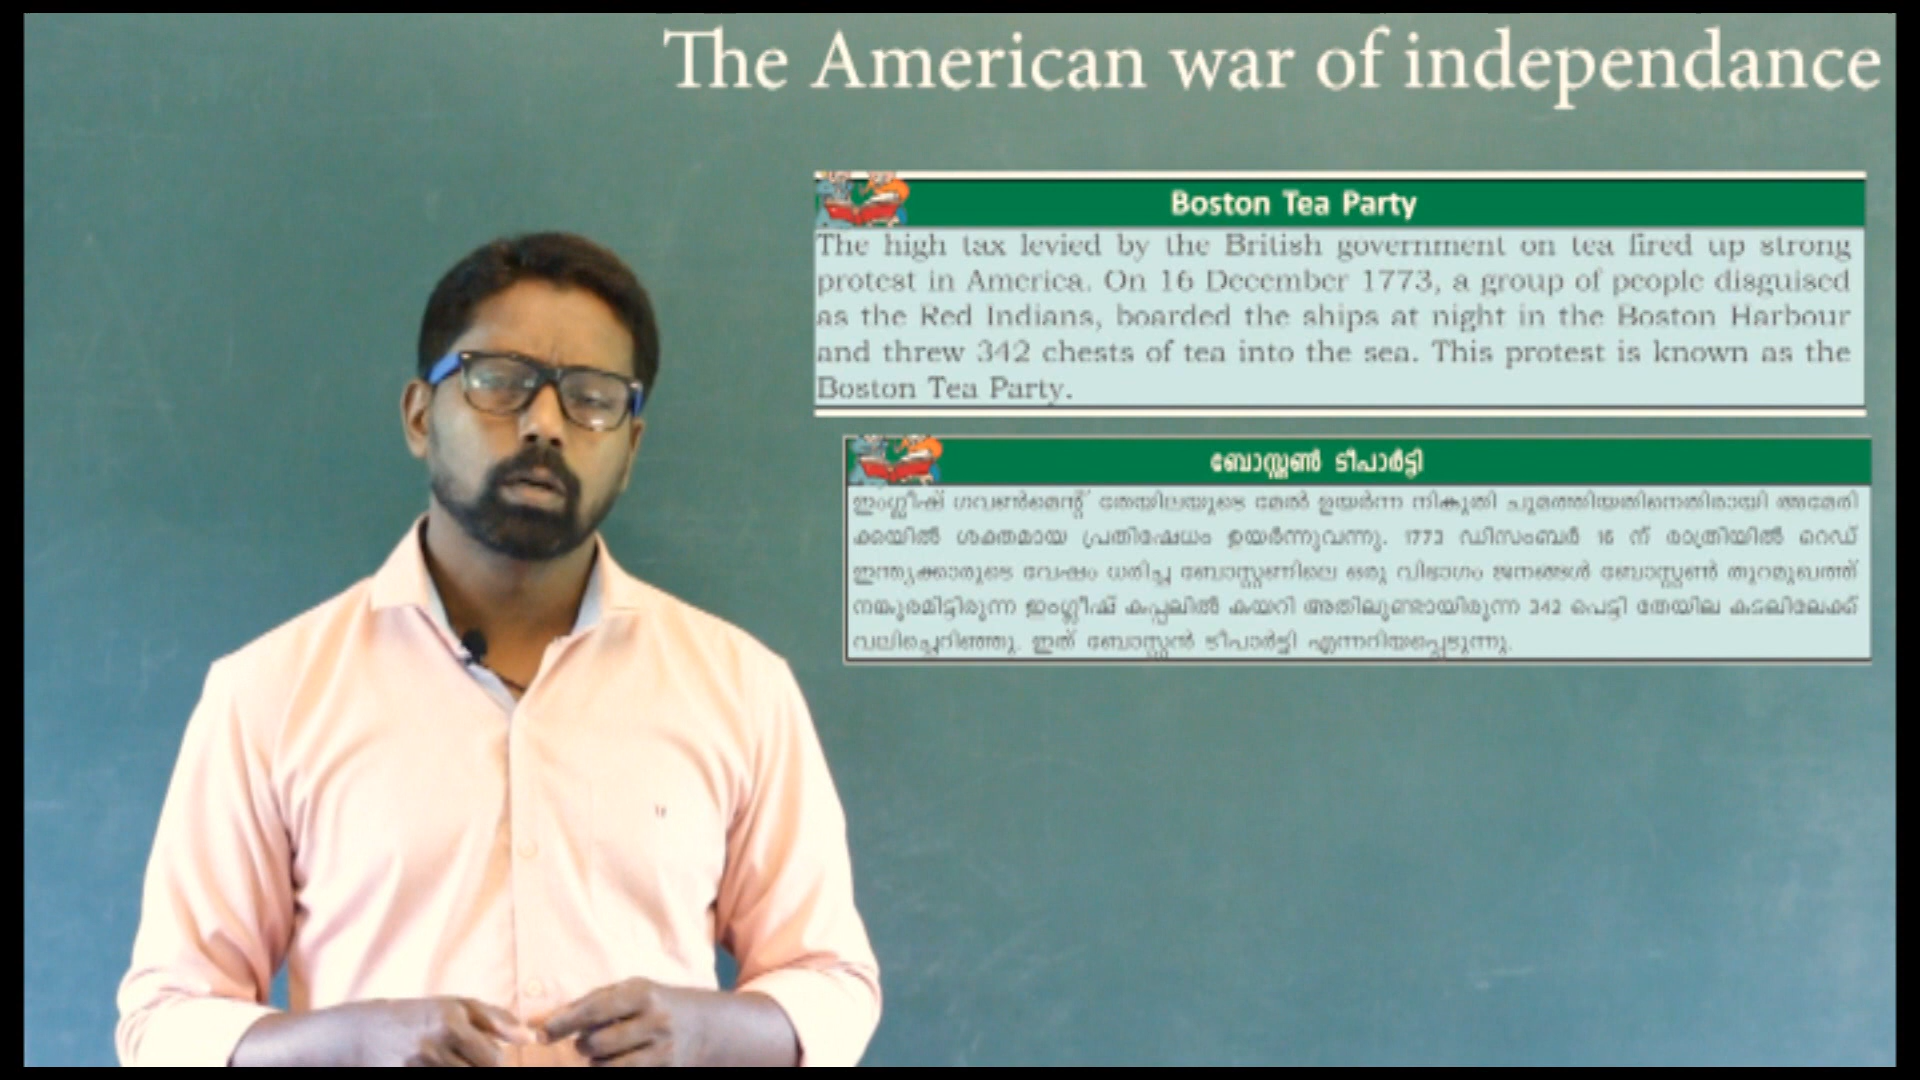 The American war of independance
Boston Tea Party
The high tax levied by the British government on tea fired up strong
protest in America. On 16 December 1773, a group of people disguised
as the Red Indians, boarded the ships at night in the Boston Harbour
and threw 342 chests of tea into the sea. This protest is known as the
Boston Tea Party.
ബോസ്റ്റൺ ടീപാർട്ടി
ഇംഗ്ലീഷ് ഗവൺമെന്റ് തേയിലയുടെ മേൽ ഉയർന്ന നികുതി ചുമത്തിയതിനെതിരായി അമേരി
ക്കയിൽ ശക്തമായ പ്രതിഷേധം ഉയർന്നുവന്നു. 1773 ഡിസംബർ 16 ന് രാത്രിയിൽ റെഡ്
ഇന്ത്യക്കാരുടെ വേഷം ധരിച്ച ബോസ്റ്റണിലെ ഒരു വിഭാഗം ജനങ്ങൾ ബോസ്റ്റൺ തുറമുഖത്ത്
നങ്കൂരമിട്ടിരുന്ന ഇംഗ്ലീഷ് കപ്പലിൽ കയറി അതിലുണ്ടായിരുന്ന 342 പെട്ടി തേയില കടലിലേക്ക്
വലിച്ചെറിഞ്ഞു. ഇത് ബോസ്റ്റൻ ടീപാർട്ടി എന്നറിയപ്പെടുന്നു.